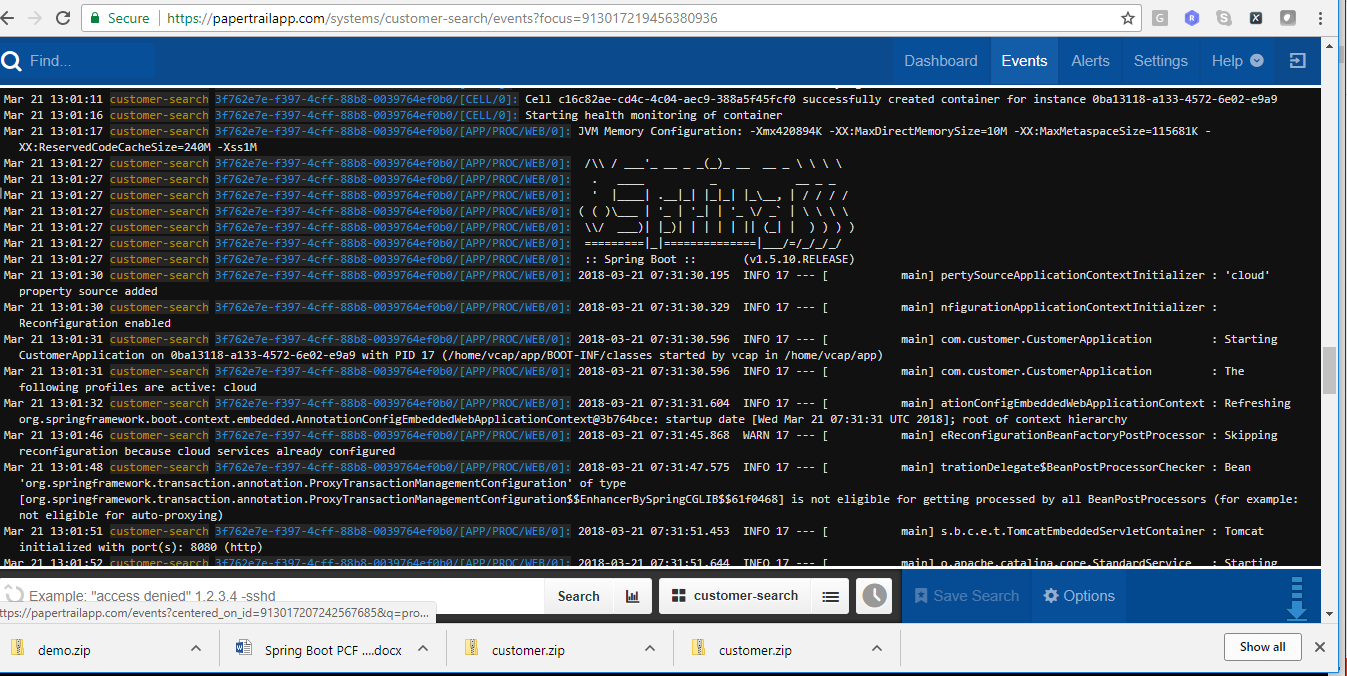 Secure https://papertrailapp.com/systems/customer-search/events?focus=913017219456380936
Find...
Dashboard Events Alerts Settings Help
Mar 21 13:01:11 customer-search 3f762e7e-f397-4cff-88b8-0039764ef0b0/[CELL/0]: Cell c16c82ae-cd4c-4c04-aec9-388a5f45fcf0 successfully created container for instance 0ba13118-a133-4572-6e02-e9a9
Mar 21 13:01:16 customer-search 3f762e7e-f397-4cff-88b8-0039764ef0b0/[CELL/0]: Starting health monitoring of container
Mar 21 13:01:17 customer-search 3f762e7e-f397-4cff-88b8-0039764ef0b0/[APP/PROC/WEB/0]: JVM Memory Configuration: -Xmx420894K -XX:MaxDirectMemorySize=10M -XX:MaxMetaspaceSize=115681K -
XX:ReservedCodeCacheSize=240M -Xss1M
Mar 21 13:01:27 customer-search 3f762e7e-f397-4cff-88b8-0039764ef0b0/[APP/PROC/WEB/0]: /\\ / ___'_ __ _ _(_)_ __ __ _ \ \ \ \
Mar 21 13:01:27 customer-search 3f762e7e-f397-4cff-88b8-0039764ef0b0/[APP/PROC/WEB/0]: . ____ _ __ _ _
Mar 21 13:01:27 customer-search 3f762e7e-f397-4cff-88b8-0039764ef0b0/[APP/PROC/WEB/0]: ' |____| .__|_| |_|_| |_\__, | / / / /
Mar 21 13:01:27 customer-search 3f762e7e-f397-4cff-88b8-0039764ef0b0/[APP/PROC/WEB/0]: ( ( )\___ | '_ | '_| | '_ \/ _` | \ \ \ \
Mar 21 13:01:27 customer-search 3f762e7e-f397-4cff-88b8-0039764ef0b0/[APP/PROC/WEB/0]: \\/ ___)| |_)| | | | | || (_| | ) ) ) )
Mar 21 13:01:27 customer-search 3f762e7e-f397-4cff-88b8-0039764ef0b0/[APP/PROC/WEB/0]: =========|_|==============|___/=/_/_/_/
Mar 21 13:01:27 customer-search 3f762e7e-f397-4cff-88b8-0039764ef0b0/[APP/PROC/WEB/0]: :: Spring Boot :: (v1.5.10.RELEASE)
Mar 21 13:01:30 customer-search 3f762e7e-f397-4cff-88b8-0039764ef0b0/[APP/PROC/WEB/0]: 2018-03-21 07:31:30.195 INFO 17 --- [ main] pertySourceApplicationContextInitializer : 'cloud'
property source added
Mar 21 13:01:30 customer-search 3f762e7e-f397-4cff-88b8-0039764ef0b0/[APP/PROC/WEB/0]: 2018-03-21 07:31:30.329 INFO 17 --- [ main] nfigurationApplicationContextInitializer :
Reconfiguration enabled
Mar 21 13:01:31 customer-search 3f762e7e-f397-4cff-88b8-0039764ef0b0/[APP/PROC/WEB/0]: 2018-03-21 07:31:30.596 INFO 17 --- [ main] com.customer.CustomerApplication : Starting
CustomerApplication on 0ba13118-a133-4572-6e02-e9a9 with PID 17 (/home/vcap/app/BOOT-INF/classes started by vcap in /home/vcap/app)
Mar 21 13:01:31 customer-search 3f762e7e-f397-4cff-88b8-0039764ef0b0/[APP/PROC/WEB/0]: 2018-03-21 07:31:30.596 INFO 17 --- [ main] com.customer.CustomerApplication : The
following profiles are active: cloud
Mar 21 13:01:32 customer-search 3f762e7e-f397-4cff-88b8-0039764ef0b0/[APP/PROC/WEB/0]: 2018-03-21 07:31:31.604 INFO 17 --- [ main] ationConfigEmbeddedWebApplicationContext : Refreshing
org.springframework.boot.context.embedded.AnnotationConfigEmbeddedWebApplicationContext@3b764bce: startup date [Wed Mar 21 07:31:31 UTC 2018]; root of context hierarchy
Mar 21 13:01:46 customer-search 3f762e7e-f397-4cff-88b8-0039764ef0b0/[APP/PROC/WEB/0]: 2018-03-21 07:31:45.868 WARN 17 --- [ main] eReconfigurationBeanFactoryPostProcessor : Skipping
reconfiguration because cloud services already configured
Mar 21 13:01:48 customer-search 3f762e7e-f397-4cff-88b8-0039764ef0b0/[APP/PROC/WEB/0]: 2018-03-21 07:31:47.575 INFO 17 --- [ main] trationDelegate$BeanPostProcessorChecker : Bean
'org.springframework.transaction.annotation.ProxyTransactionManagementConfiguration' of type
[org.springframework.transaction.annotation.ProxyTransactionManagementConfiguration$$EnhancerBySpringCGLIB$$61f0468] is not eligible for getting processed by all BeanPostProcessors (for example:
not eligible for auto-proxying)
Mar 21 13:01:51 customer-search 3f762e7e-f397-4cff-88b8-0039764ef0b0/[APP/PROC/WEB/0]: 2018-03-21 07:31:51.453 INFO 17 --- [ main] s.b.c.e.t.TomcatEmbeddedServletContainer : Tomcat
initialized with port(s): 8080 (http)
Mar 21 13:01:52 customer-search 3f762e7e-f397-4cff-88b8-0039764ef0b0/[APP/PROC/WEB/0]: 2018-03-21 07:31:51.644 INFO 17 --- [ main] o.apache.catalina.core.StandardService : Starting
Example: "access denied" 1.2.3.4 -sshd Search customer-search Save Search Options
ttps://papertrailapp.com/events?centered_on_id=913017207242567685&q=pro...
demo.zip Spring Boot PCF ....docx customer.zip customer.zip Show all